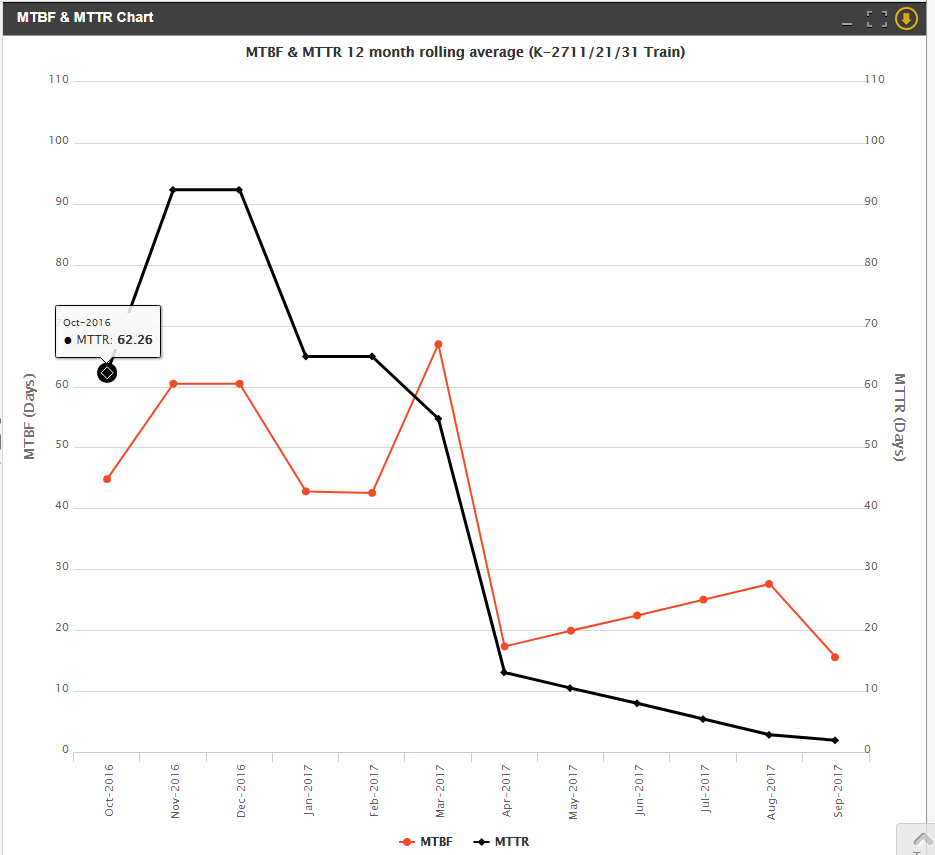 MTBF & MTTR Chart
MTBF & MTTR 12 month rolling average (K-2711/21/31 Train)
110 110
100 100
90 90
80 80
70
60 60
50 50
40 40
30 30
20 20
10 10
0 0
MTBF (Days)
MTTR (Days)
Oct-2016
MTTR: 62.26
Oct-2016
Nov-2016
Dec-2016
Jan-2017
Feb-2017
Mar-2017
Apr-2017
May-2017
Jun-2017
Jul-2017
Aug-2017
Sep-2017
MTBF MTTR